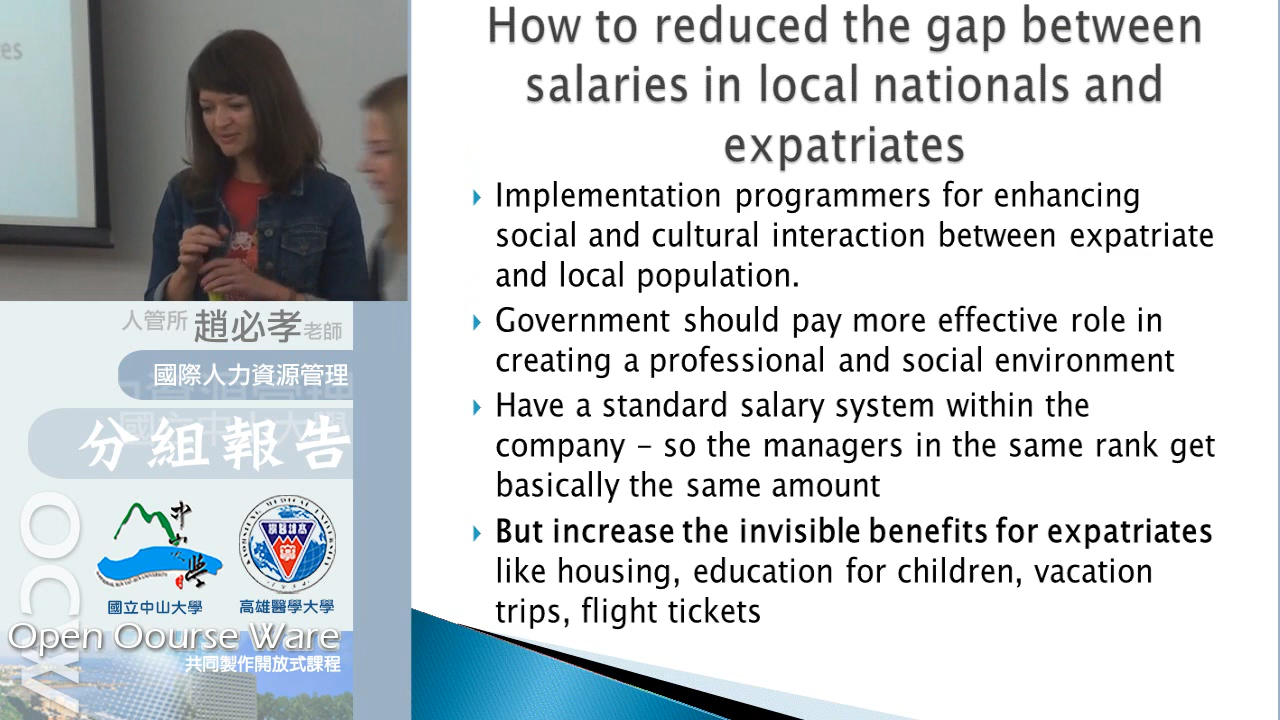 es
人管所 趙必孝老師
國際人力資源管理
分組報告
OCW
國立中山大學
高雄醫學大學
Open Oourse Ware
共同製作開放式課程
How to reduced the gap between
salaries in local nationals and
expatriates
Implementation programmers for enhancing
social and cultural interaction between expatriate
and local population.
Government should pay more effective role in
creating a professional and social environment
Have a standard salary system within the
company – so the managers in the same rank get
basically the same amount
But increase the invisible benefits for expatriates
like housing, education for children, vacation
trips, flight tickets